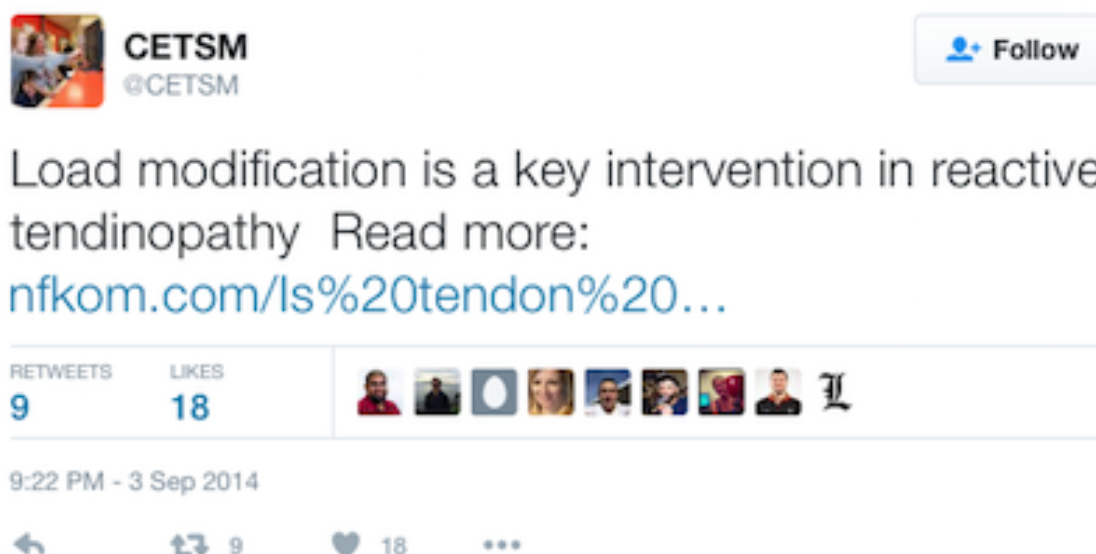 CETSM
@CETSM
Follow
Load modification is a key intervention in reactive
tendinopathy  Read more:
nfkom.com/Is%20tendon%20…
RETWEETS LIKES
9 18
L
9:22 PM - 3 Sep 2014
9 18